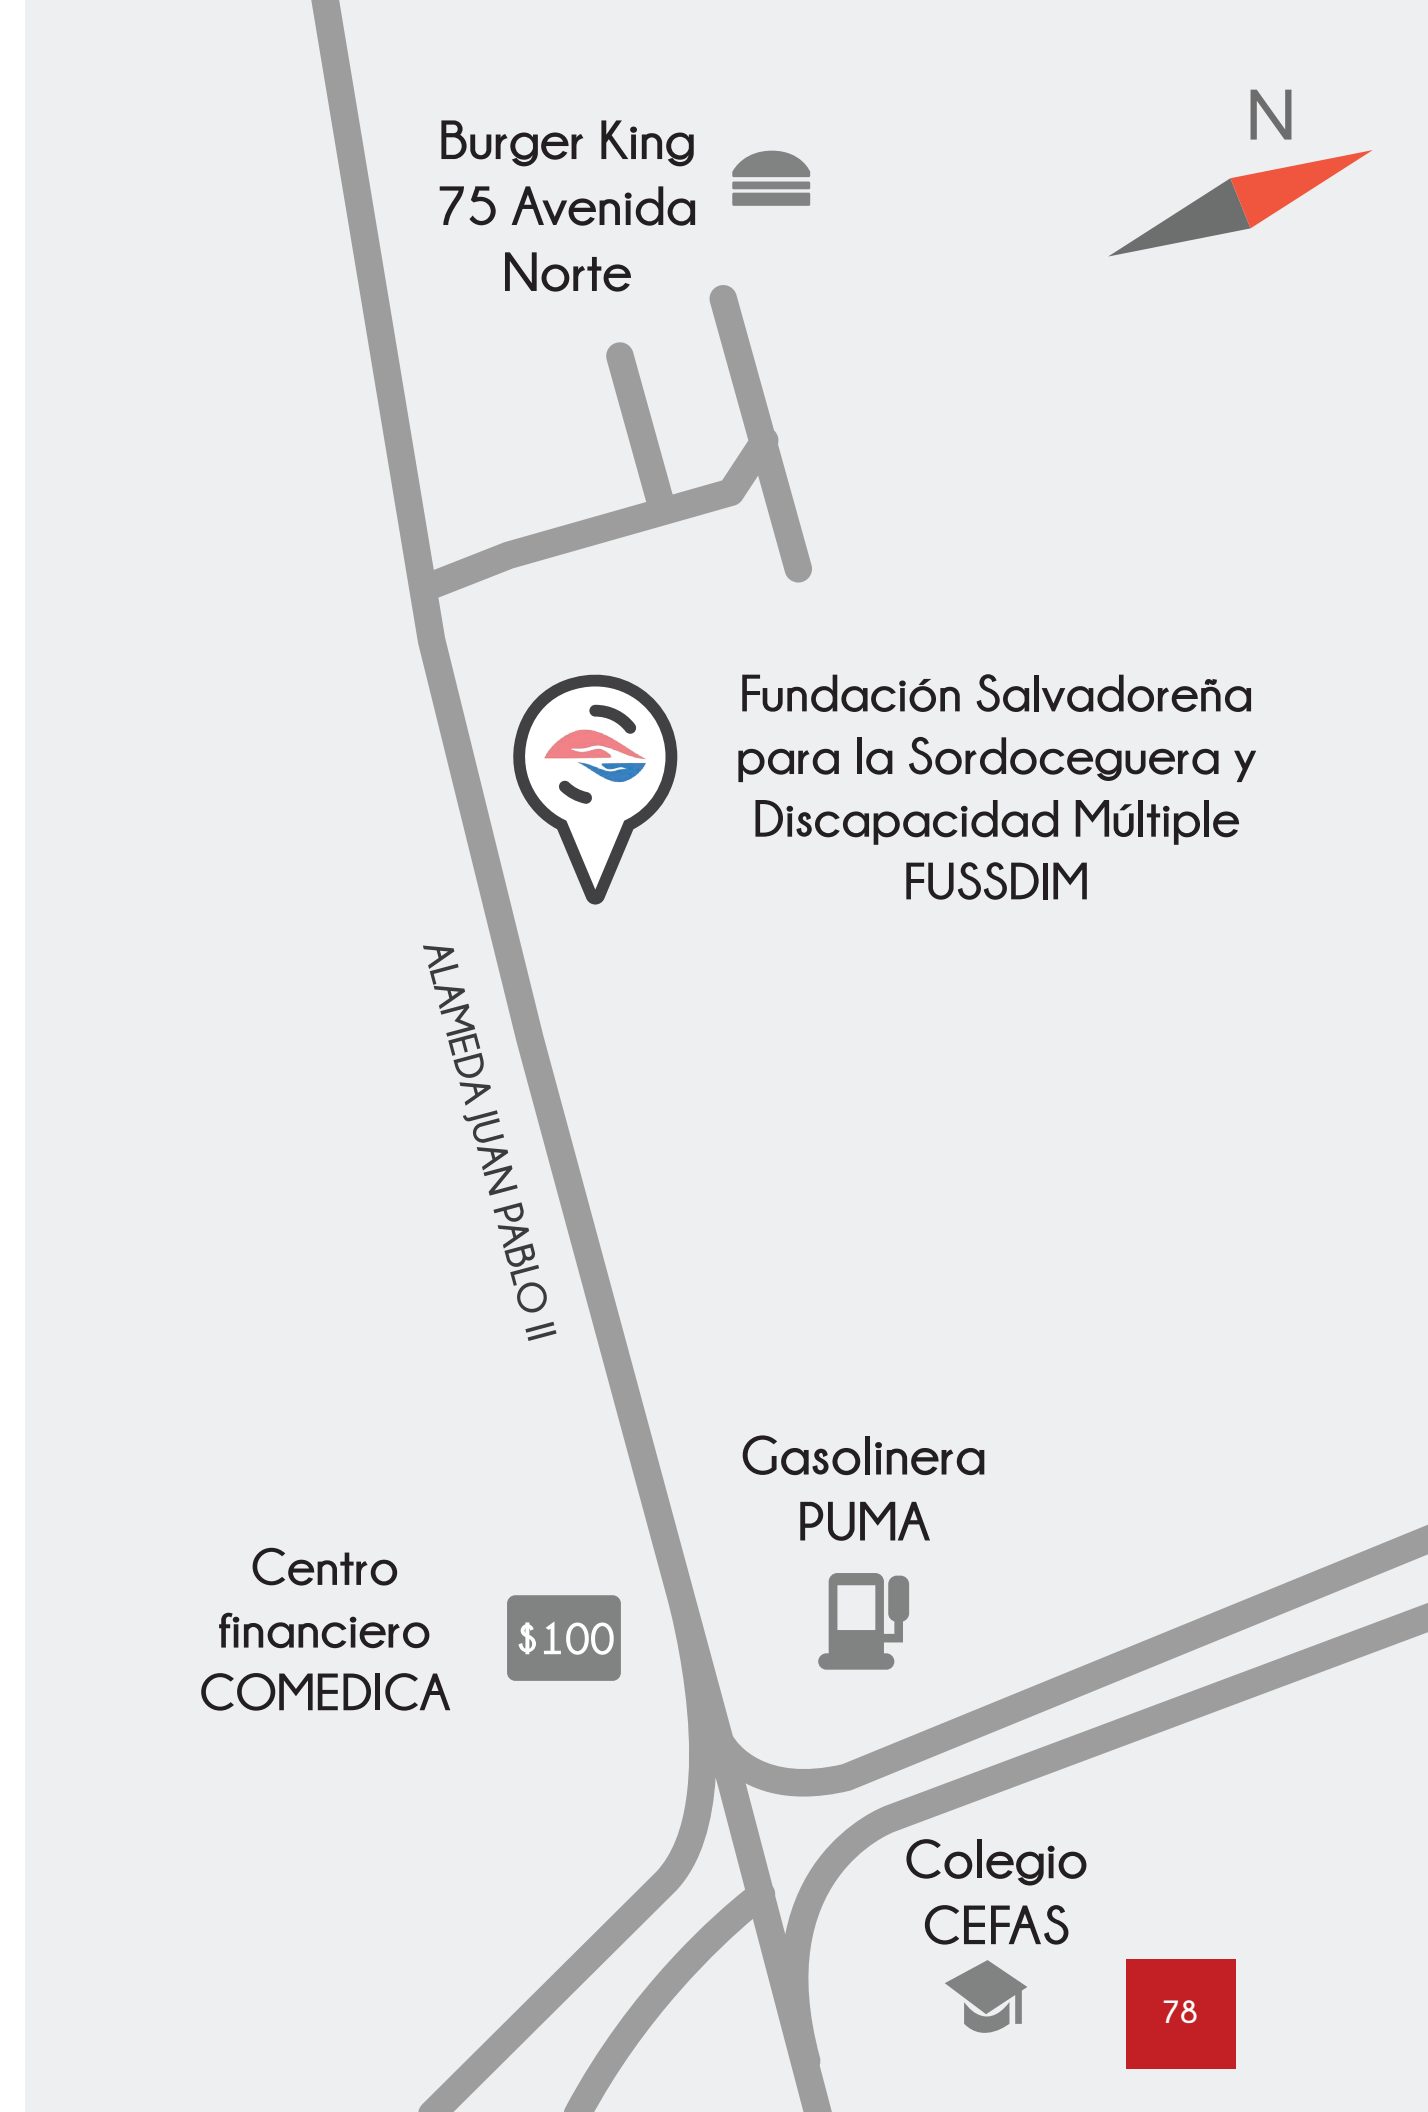 N
Burger King
75 Avenida
Norte
Fundación Salvadoreña
para la Sordoceguera y
Discapacidad Múltiple
FUSSDIM
ALAMEDA JUAN PABLO II
Gasolinera
PUMA
Centro
financiero
COMEDICA
$100
Colegio
CEFAS
78